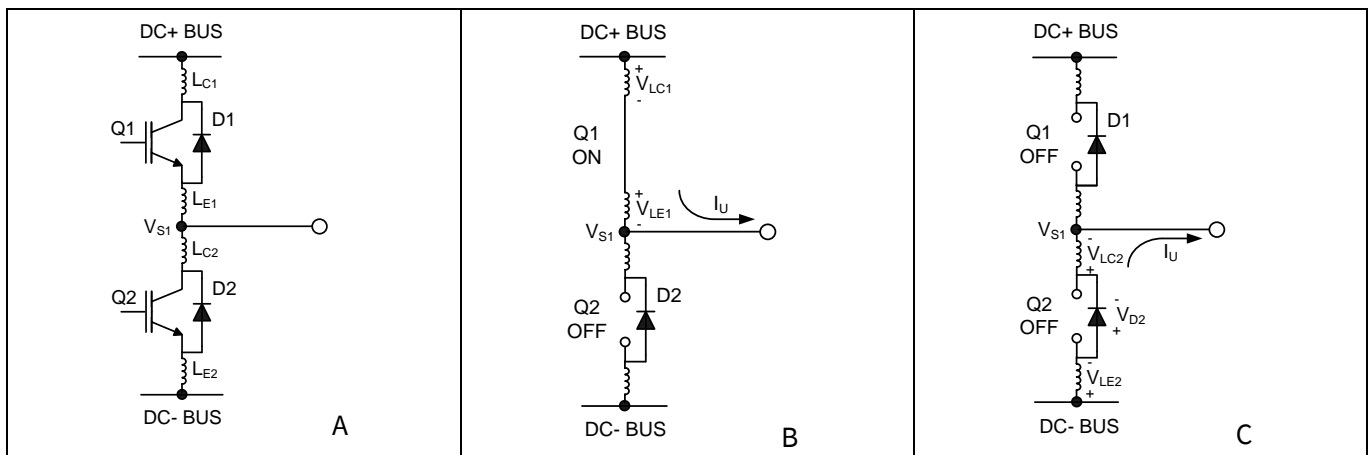 DC+ BUS
LC1
Q1
D1
LE1
VS1
LC2
Q2
D2
LE2
DC- BUS
A
DC+ BUS
+
VLC1
-
Q1
ON
+
VLE1
-
IU
VS1
Q2
OFF
D2
DC- BUS
B
DC+ BUS
D1
Q1
OFF
VS1
-
VLC2
+
IU
Q2
OFF
-
VD2
+
-
VLE2
+
DC- BUS
C